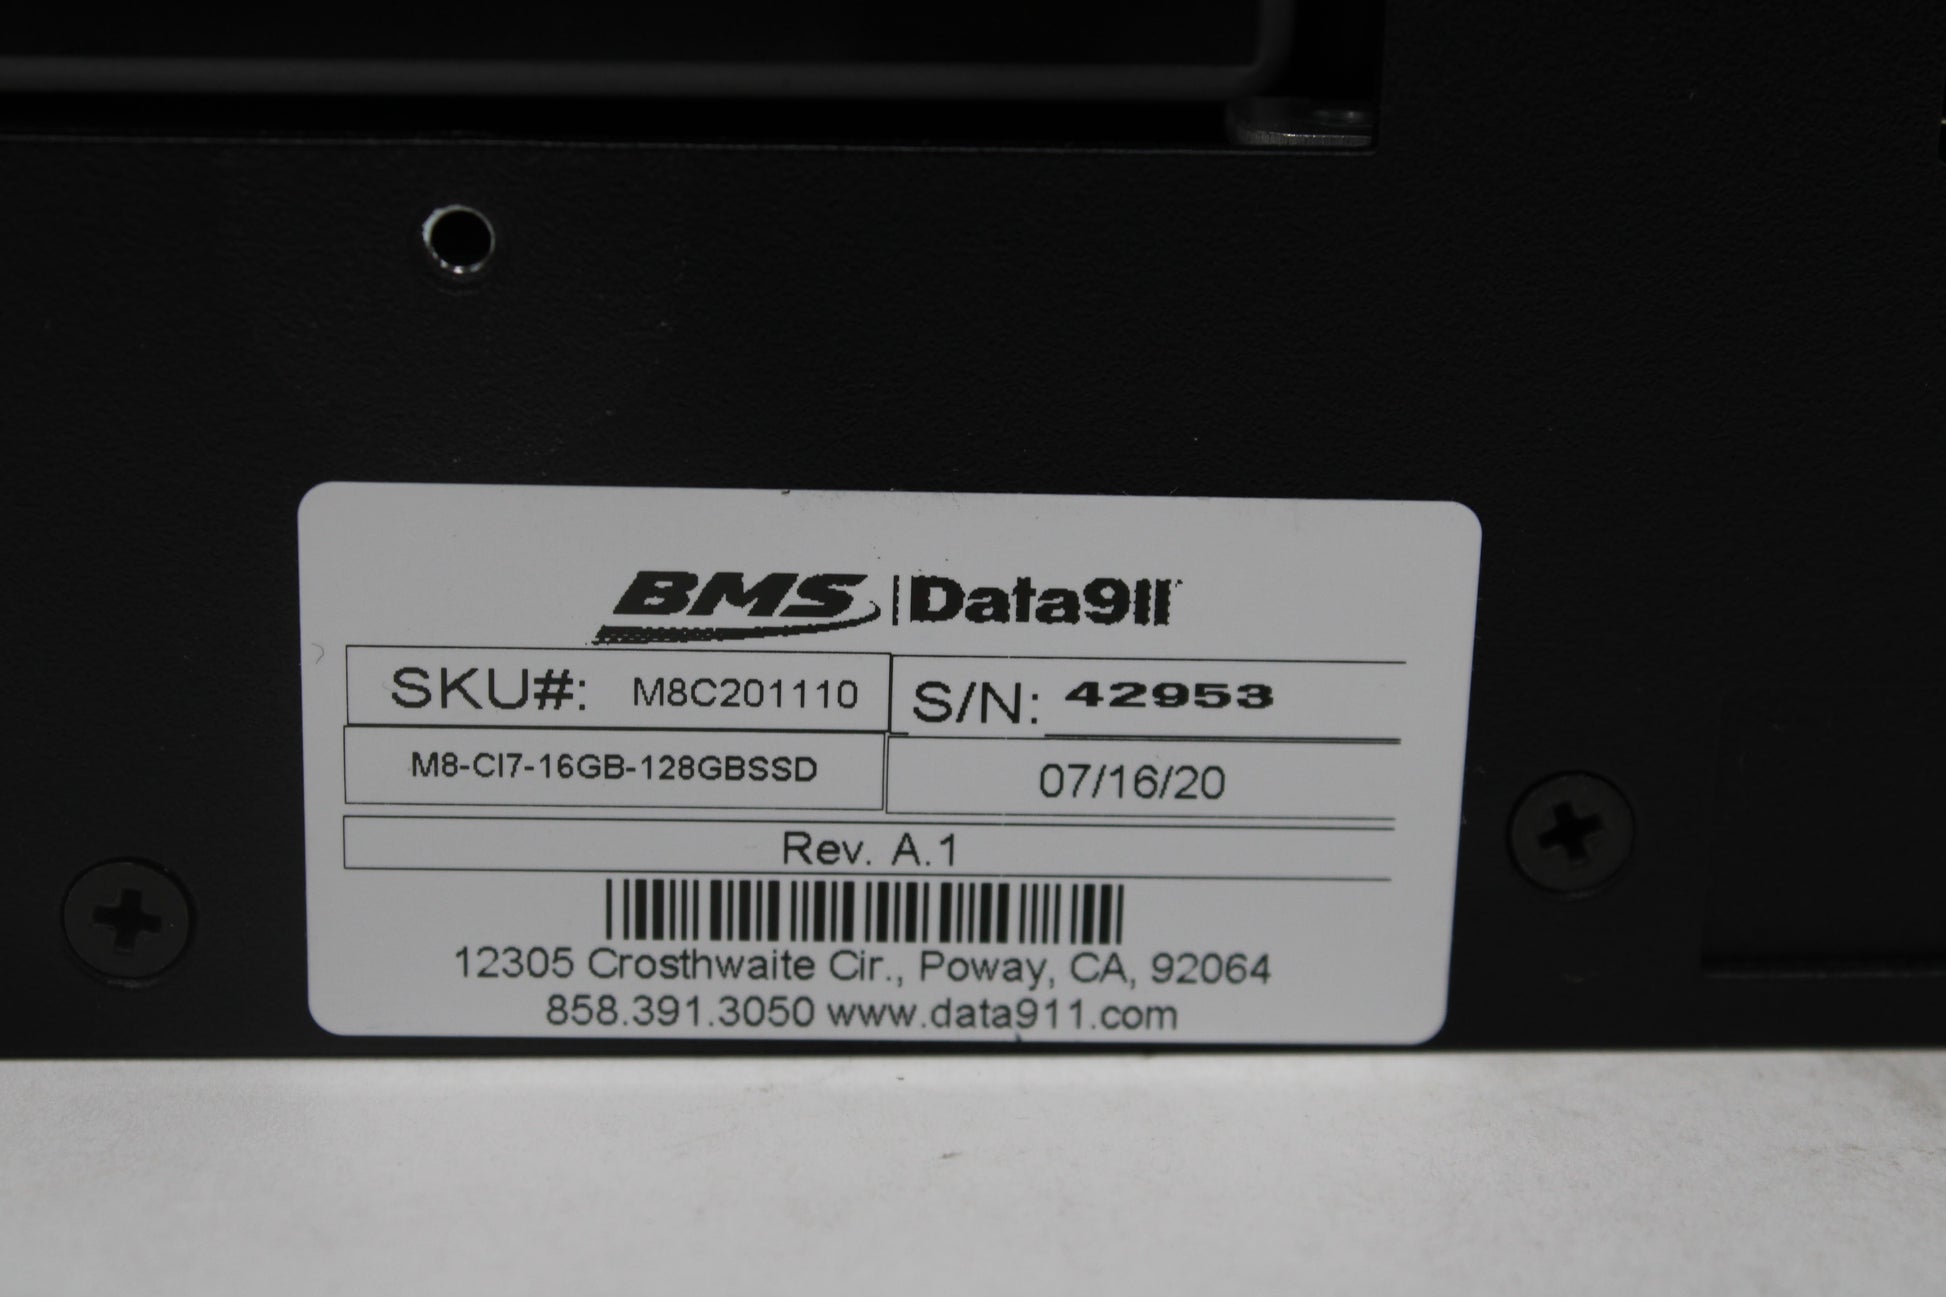 BMS | Data911
SKU#: M8C201110 S/N: 42953
M8-CI7-16GB-128GBSSD 07/16/20
Rev. A.1
12305 Crosthwaite Cir., Poway, CA, 92064
858.391.3050 www.data911.com